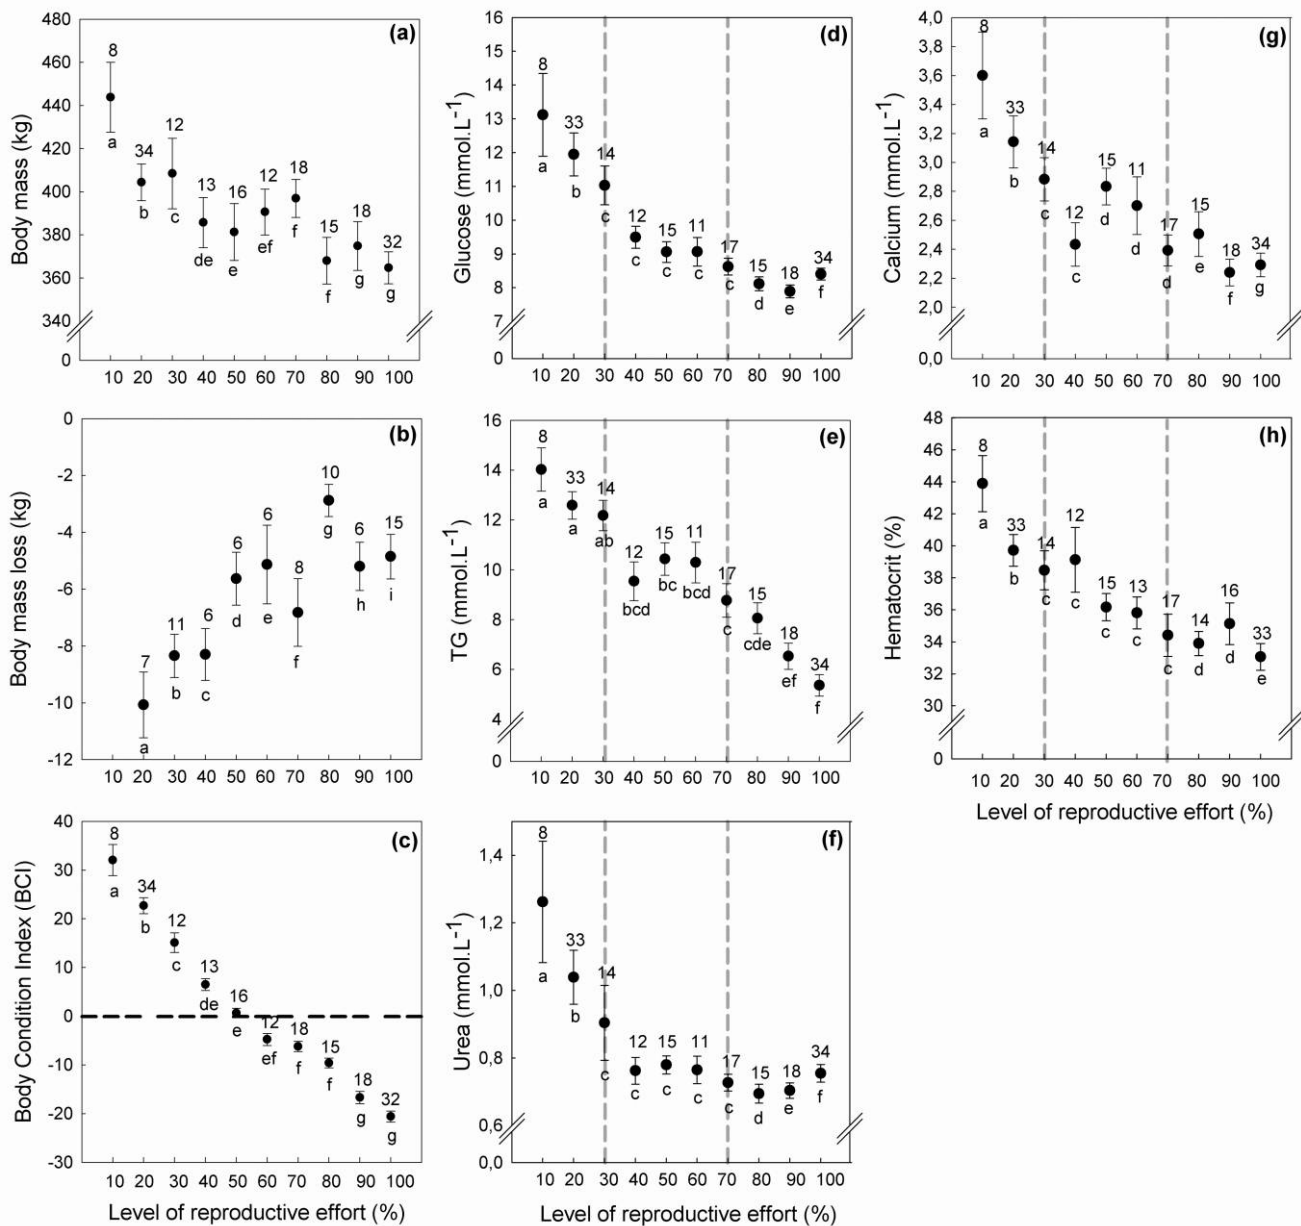 (a)
Body mass (kg)
480
460
440
420
400
380
360
340
0
8
34
12
13
16
12
18
15
18
32
a
b
c
de
e
ef
f
f
g
g
10 20 30 40 50 60 70 80 90 100
(b)
Body mass loss (kg)
0
-2
-4
-6
-8
-10
-12
7
11
6
6
6
8
10
6
15
a
b
c
d
e
f
g
h
i
10 20 30 40 50 60 70 80 90 100
(c)
Body Condition Index (BCI)
40
30
20
10
0
-10
-20
-30
8
34
12
13
16
12
18
15
18
32
a
b
c
de
e
ef
f
f
g
g
10 20 30 40 50 60 70 80 90 100
Level of reproductive effort (%)
(d)
Glucose (mmol.L⁻¹)
16
15
14
13
12
11
10
9
8
7
0
8
33
14
12
15
11
17
15
18
34
a
b
c
c
c
c
c
d
e
f
10 20 30 40 50 60 70 80 90 100
(e)
TG (mmol.L⁻¹)
16
14
12
10
8
6
4
0
8
33
14
12
15
11
17
15
18
34
a
a
ab
bcd
bc
bcd
c
cde
ef
f
10 20 30 40 50 60 70 80 90 100
(f)
Urea (mmol.L⁻¹)
1,4
1,2
1,0
0,8
0,6
0,0
8
33
14
12
15
11
17
15
18
34
a
b
c
c
c
c
c
d
e
f
10 20 30 40 50 60 70 80 90 100
Level of reproductive effort (%)
(g)
Calcium (mmol.L⁻¹)
4,0
3,8
3,6
3,4
3,2
3,0
2,8
2,6
2,4
2,2
2,0
0,0
8
33
14
12
15
11
17
15
18
34
a
b
c
c
d
d
d
e
f
g
10 20 30 40 50 60 70 80 90 100
(h)
Hematocrit (%)
48
46
44
42
40
38
36
34
32
30
0
8
33
14
12
15
13
17
14
16
33
a
b
c
c
c
c
c
d
d
e
10 20 30 40 50 60 70 80 90 100
Level of reproductive effort (%)